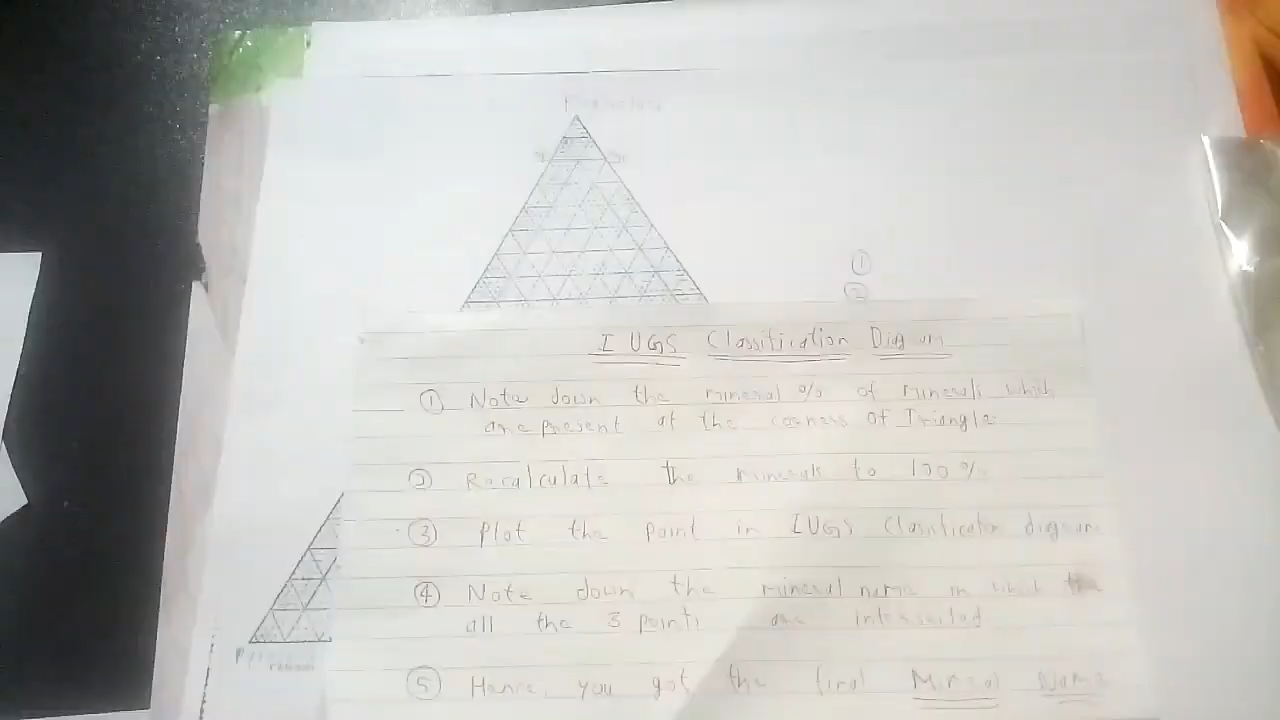 ①
②
IUGS Classification Diagram
① Note down the mineral % of minerals which
are present at the corners of Triangle
② Recalculate the minerals to 100%
③ Plot the point in IUGS Classification diagram
④ Note down the mineral name in which the
all the 3 points are intersected
⑤ Hence, you got the final Mineral Name